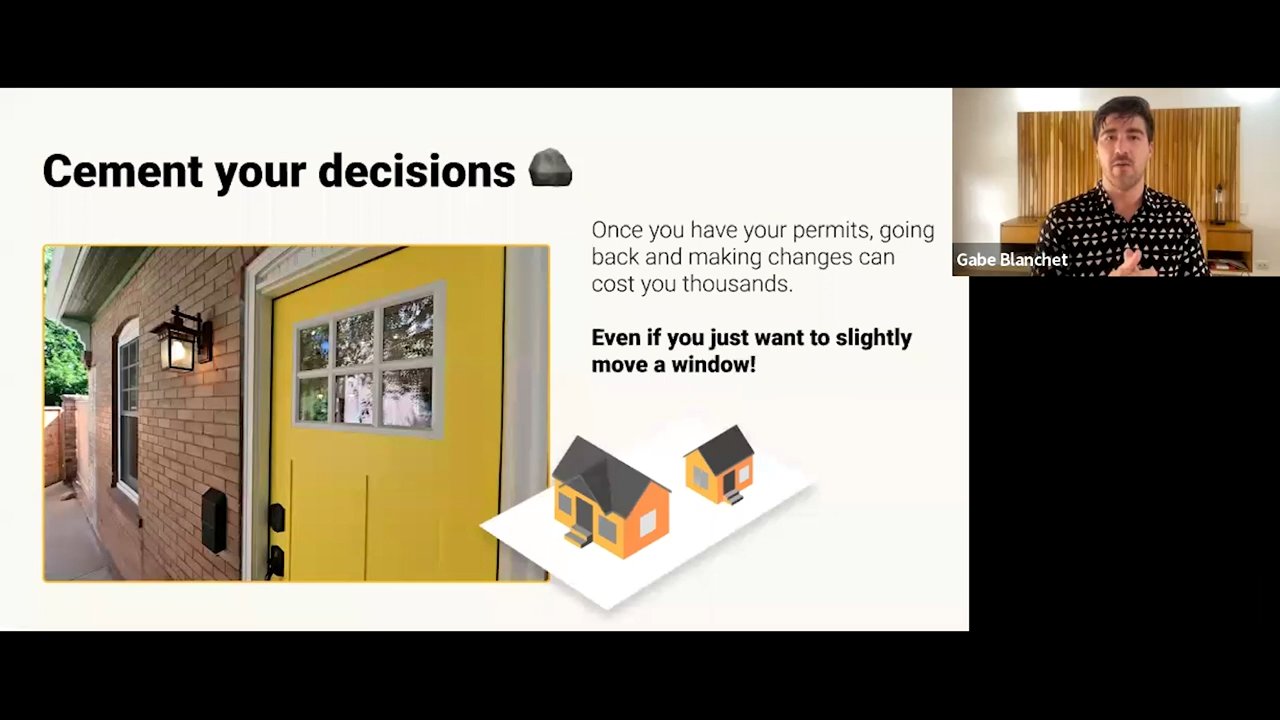 Cement your decisions
Once you have your permits, going
back and making changes can
cost you thousands.
Even if you just want to slightly
move a window!
Gabe Blanchet